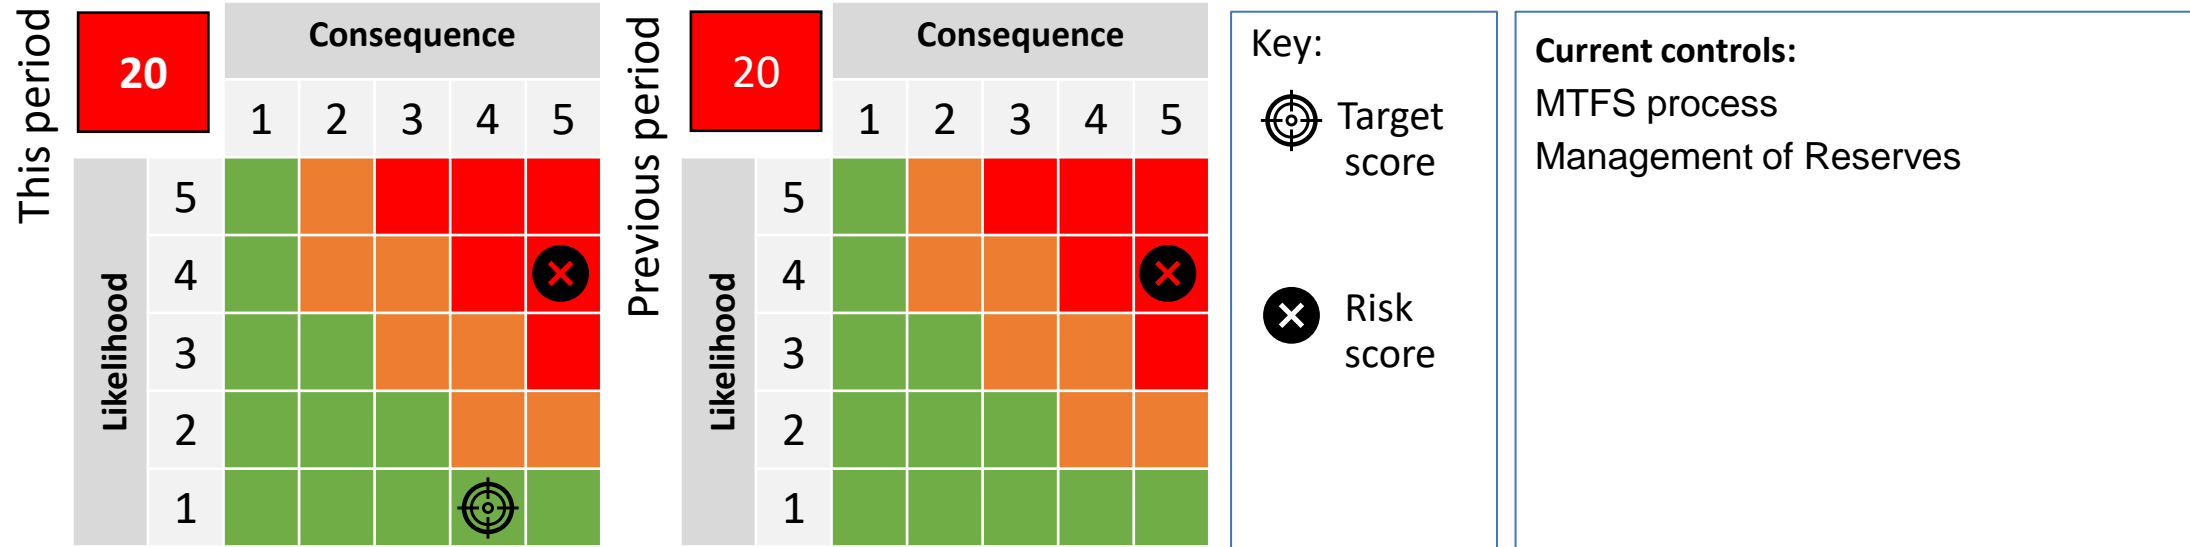 This period
20
Consequence
1 2 3 4 5
Likelihood
5
4
3
2
1
Previous period
20
Consequence
1 2 3 4 5
Likelihood
5
4
3
2
1
Key:
Target
score
Risk
score
Current controls:
MTFS process
Management of Reserves